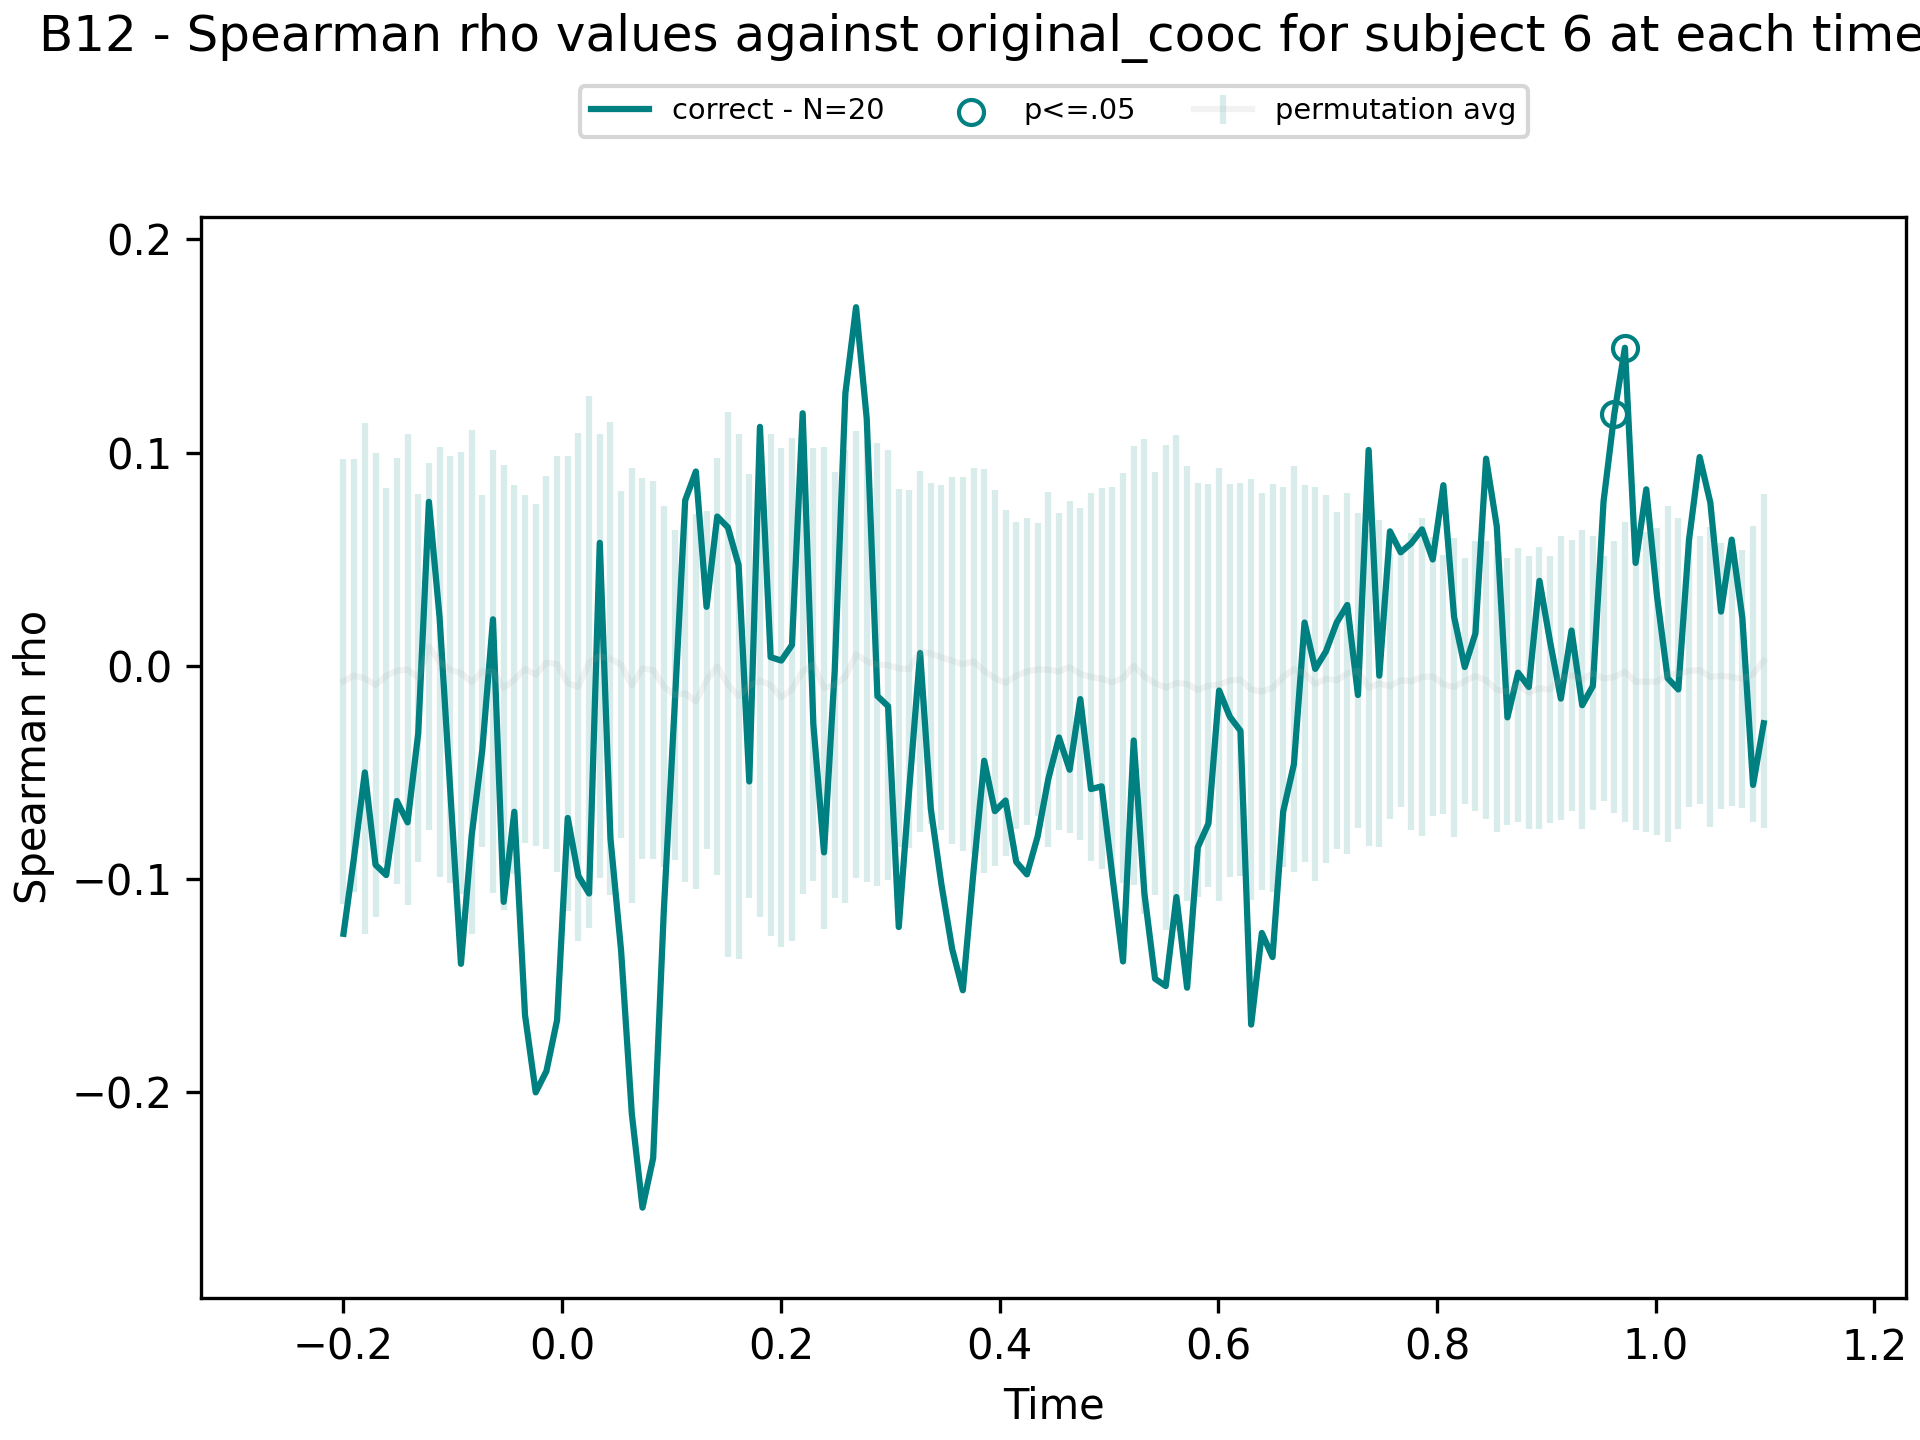 B12 - Spearman rho values against original_cooc for subject 6 at each time
correct - N=20 p<=.05 permutation avg
0.2
0.1
0.0
−0.1
−0.2
Spearman rho
−0.2 0.0 0.2 0.4 0.6 0.8 1.0 1.2
Time